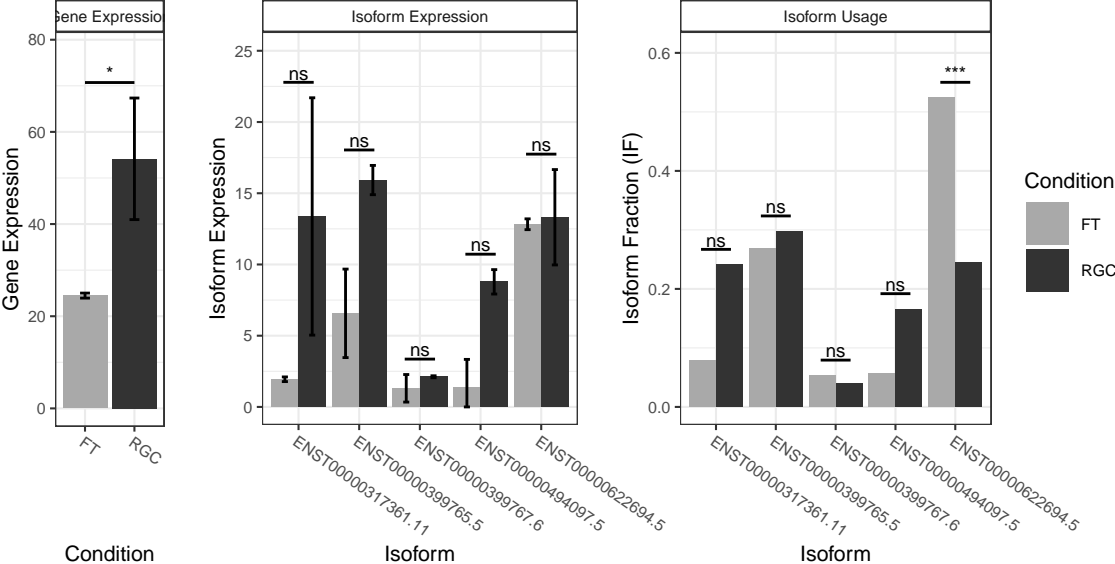 Gene Expression
Gene Expression
80
60
40
20
0
*
FT
RGC
Condition
Isoform Expression
Isoform Expression
25
20
15
10
5
0
ns
ns
ns
ns
ns
ENST00000317361.11
ENST00000399765.5
ENST00000399767.6
ENST00000494097.5
ENST00000622694.5
Isoform
Isoform Usage
Isoform Fraction (IF)
0.6
0.4
0.2
0.0
ns
ns
ns
ns
***
ENST00000317361.11
ENST00000399765.5
ENST00000399767.6
ENST00000494097.5
ENST00000622694.5
Isoform
Condition
FT
RGC